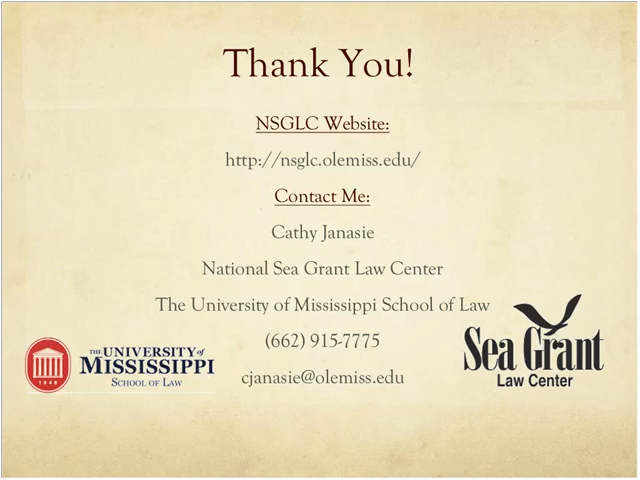 Thank You!
NSGLC Website:
http://nsglc.olemiss.edu/
Contact Me:
Cathy Janasie
National Sea Grant Law Center
The University of Mississippi School of Law
(662) 915-7775
cjanasie@olemiss.edu
1848
THE UNIVERSITY of
MISSISSIPPI
SCHOOL OF LAW
Sea Grant
Law Center